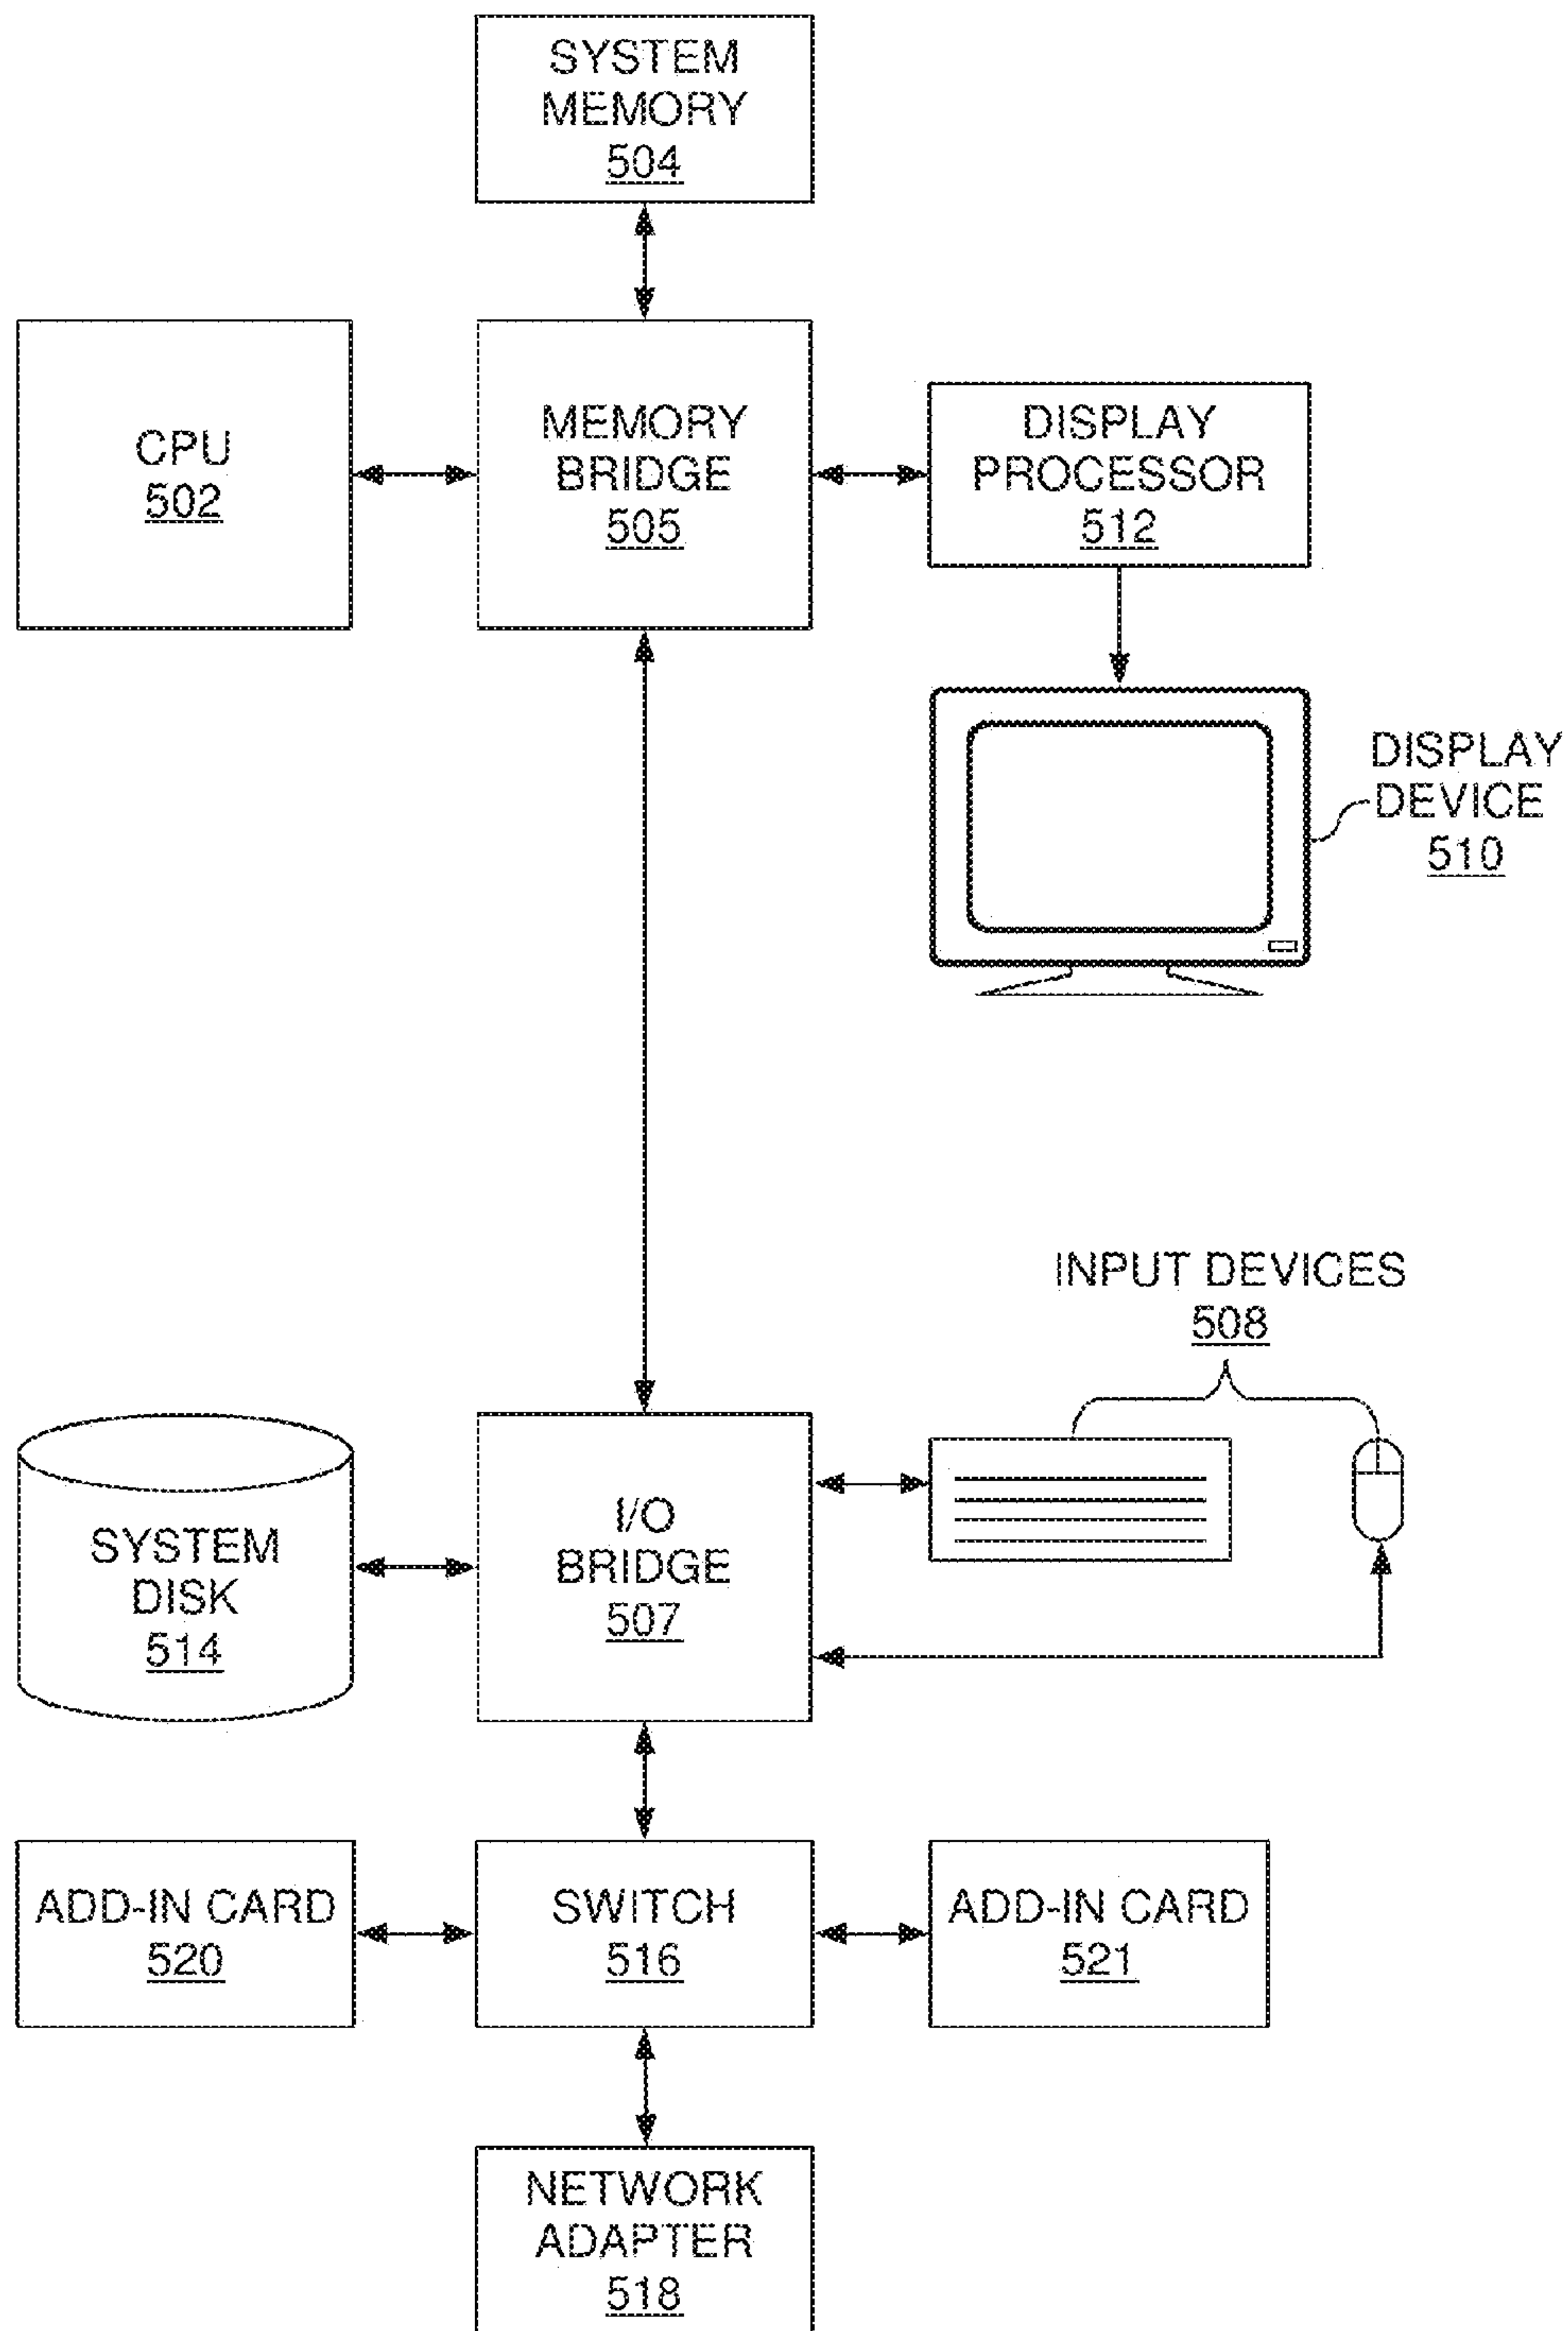 SYSTEM
MEMORY
504
CPU
502
MEMORY
BRIDGE
505
DISPLAY
PROCESSOR
512
DISPLAY
DEVICE
510
INPUT DEVICES
508
SYSTEM
DISK
514
I/O
BRIDGE
507
ADD-IN CARD
520
SWITCH
516
ADD-IN CARD
521
NETWORK
ADAPTER
518